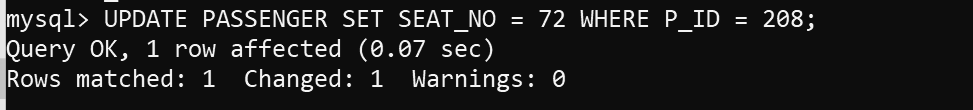 mysql> UPDATE PASSENGER SET SEAT_NO = 72 WHERE P_ID = 208;
Query OK, 1 row affected (0.07 sec)
Rows matched: 1  Changed: 1  Warnings: 0